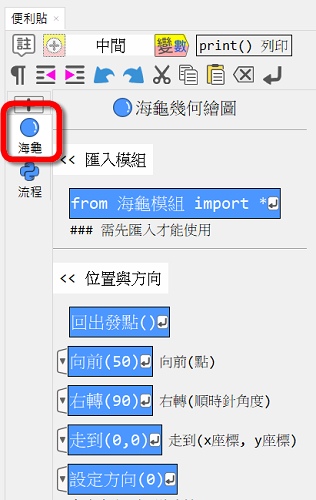 便利貼 ×
註 中間 變數 print() 列印
海龜
流程
海龜幾何繪圖
<< 匯入模組
from 海龜模組 import *
### 需先匯入才能使用
<< 位置與方向
回出發點()
向前(50) 向前(點)
右轉(90) 右轉(順時針角度)
走到(0,0) 走到(x座標, y座標)
設定方向(0)